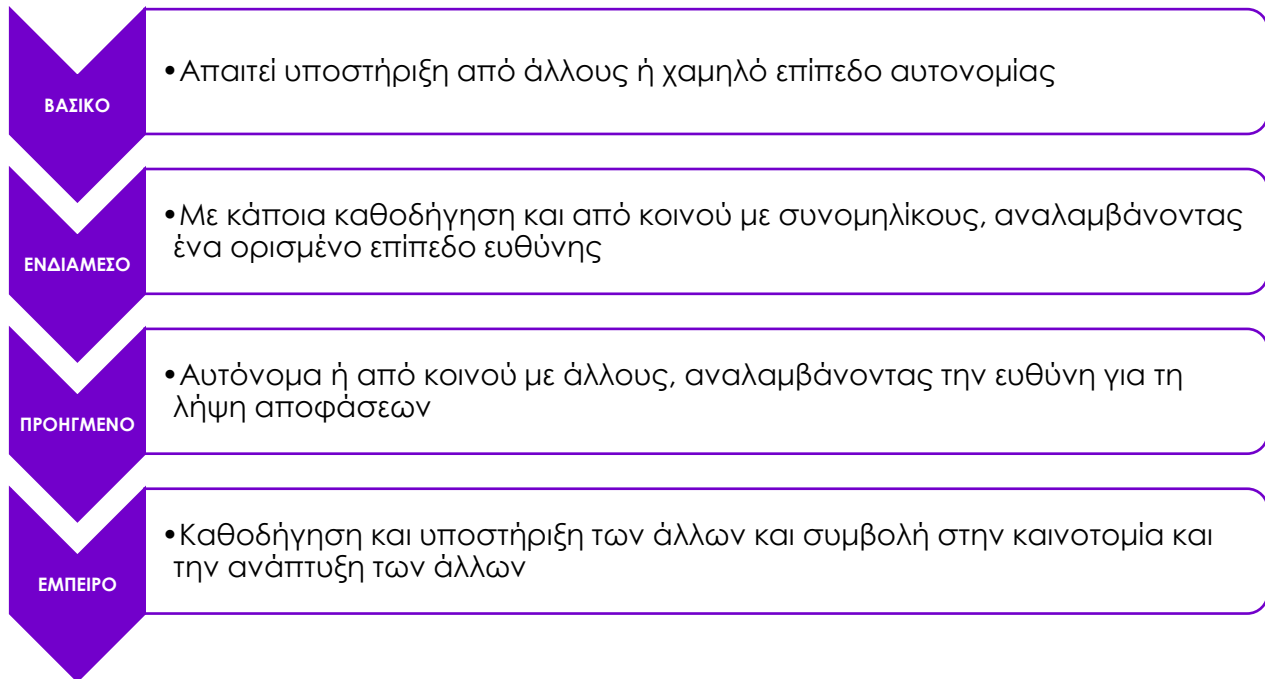 ΒΑΣΙΚΟ
•Απαιτεί υποστήριξη από άλλους ή χαμηλό επίπεδο αυτονομίας
ΕΝΔΙΑΜΕΣΟ
•Με κάποια καθοδήγηση και από κοινού με συνομηλίκους, αναλαμβάνοντας
ένα ορισμένο επίπεδο ευθύνης
ΠΡΟΗΓΜΕΝΟ
•Αυτόνομα ή από κοινού με άλλους, αναλαμβάνοντας την ευθύνη για τη
λήψη αποφάσεων
ΕΜΠΕΙΡΟ
•Καθοδήγηση και υποστήριξη των άλλων και συμβολή στην καινοτομία και
την ανάπτυξη των άλλων